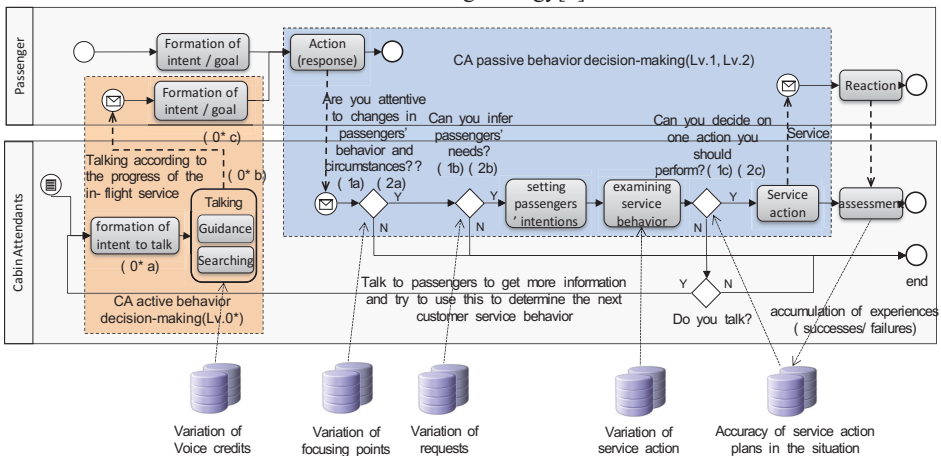 Passenger
Formation of
intent / goal
Action
(response)
CA passive behavior decision-making(Lv.1, Lv.2)
Formation of
intent / goal
( 0* c)
Are you attentive
to changes in
passengers'
behavior and
circumstances??
( 1a) ( 2a)
Can you infer
passengers'
needs?
( 1b) ( 2b)
Can you decide on
one action you
should
perform? ( 1c) ( 2c)
Service
Reaction
Cabin Attendants
Talking according to
the progress of the
in- flight service
( 0* b)
Talking
Guidance
Searching
formation of
intent to talk
( 0* a)
CA active behavior
decision-making(Lv.0*)
Y
N
Y
N
setting
passengers
' intentions
examining
service
behavior
Y
N
Service
action
assessment
end
Talk to passengers to get more information
and try to use this to determine the next
customer service behavior
Y
N
Do you talk?
accumulation of experiences
( successes/ failures)
Variation of
Voice credits
Variation of
focusing points
Variation of
requests
Variation of
service action
Accuracy of service action
plans in the situation